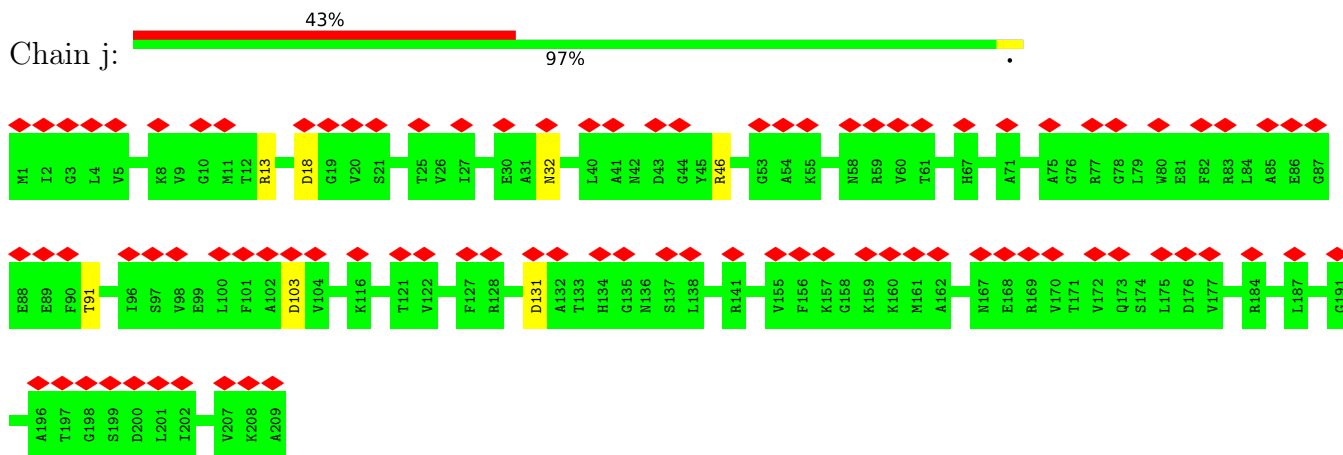 43%
Chain j:
97%
•
M1 I2 G3 L4 V5 K8 V9 G10 M11 T12 R13 D18 G19 V20 S21 T25 V26 I27 E30 A31 N32 L40 A41 N42 D43 G44 Y45 R46 G53 A54 K55 N58 R59 V60 T61 H67 A71 A75 G76 R77 G78 L79 W80 E81 F82 R83 L84 A85 E86 G87
E88 E89 F90 T91 I96 S97 V98 E99 L100 F101 A102 D103 V104 K116 T121 V122 F127 R128 D131 A132 T133 H134 G135 N136 S137 L138 R141 V155 F156 K157 G158 K159 K160 M161 A162 N167 E168 R169 V170 T171 V172 Q173 S174 L175 D176 V177 R184 L187 G191
A196 T197 G198 S199 D200 L201 I202 V207 K208 A209